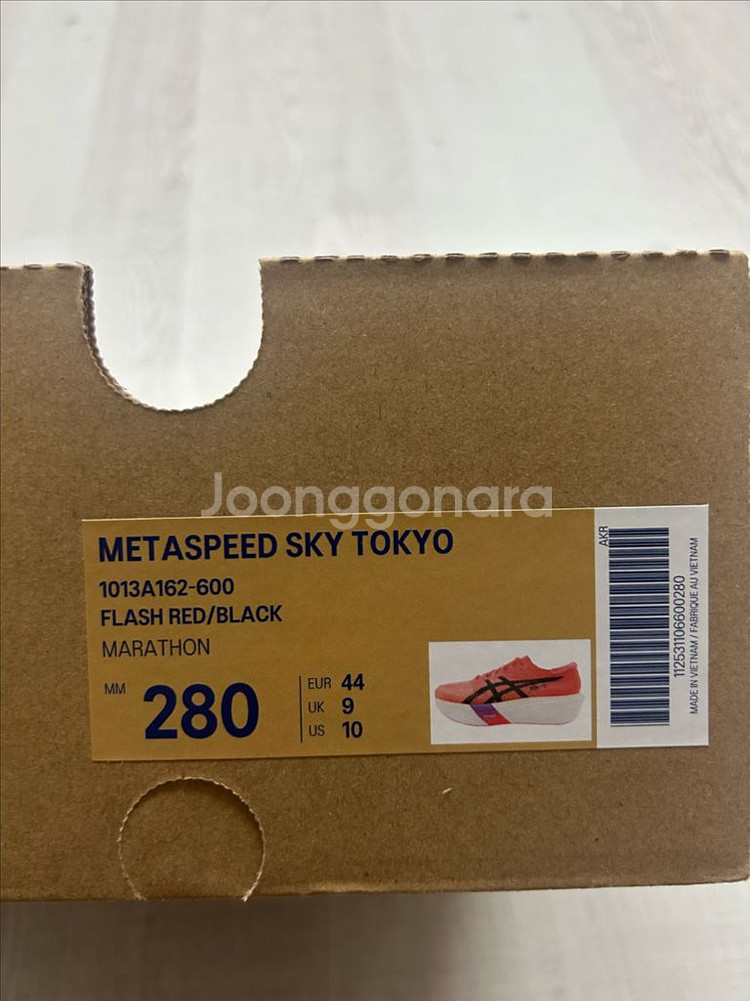 Joonggonara
METASPEED SKY TOKYO
1013A162-600
FLASH RED/BLACK
MARATHON
MM 280
EUR 44
UK 9
US 10
AKR
112531106600280
MADE IN VIETNAM / FABRIQUE AU VIETNAM